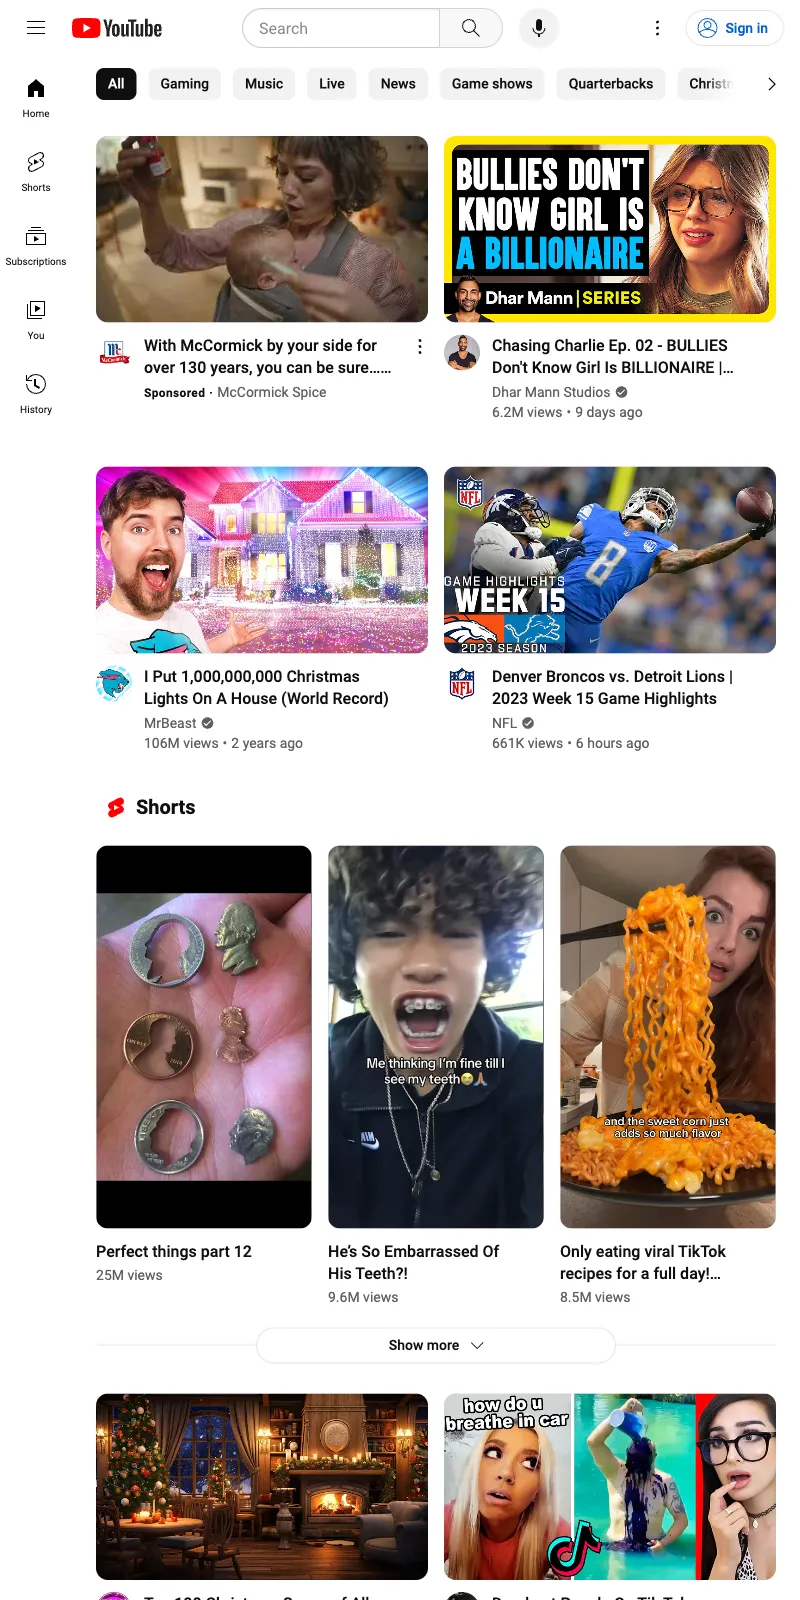 YouTube
Search
Sign in
All
Gaming
Music
Live
News
Game shows
Quarterbacks
Home
Shorts
Subscriptions
You
History
BULLIES DON'T
KNOW GIRL IS
A BILLIONAIRE
Dhar Mann | SERIES
With McCormick by your side for
over 130 years, you can be sure......
Sponsored · McCormick Spice
Chasing Charlie Ep. 02 - BULLIES
Don't Know Girl Is BILLIONAIRE |...
Dhar Mann Studios
6.2M views • 9 days ago
NFL
GAME HIGHLIGHTS
WEEK 15
2023 SEASON
8
I Put 1,000,000,000 Christmas
Lights On A House (World Record)
MrBeast
106M views • 2 years ago
NFL
Denver Broncos vs. Detroit Lions |
2023 Week 15 Game Highlights
NFL
661K views • 6 hours ago
Shorts
Me thinking I'm fine till I
see my teeth😭🙏
AIR
and the sweet corn just
adds so much flavor
Perfect things part 12
25M views
He's So Embarrassed Of
His Teeth?!
9.6M views
Only eating viral TikTok
recipes for a full day!...
8.5M views
Show more
how do u
breathe in car